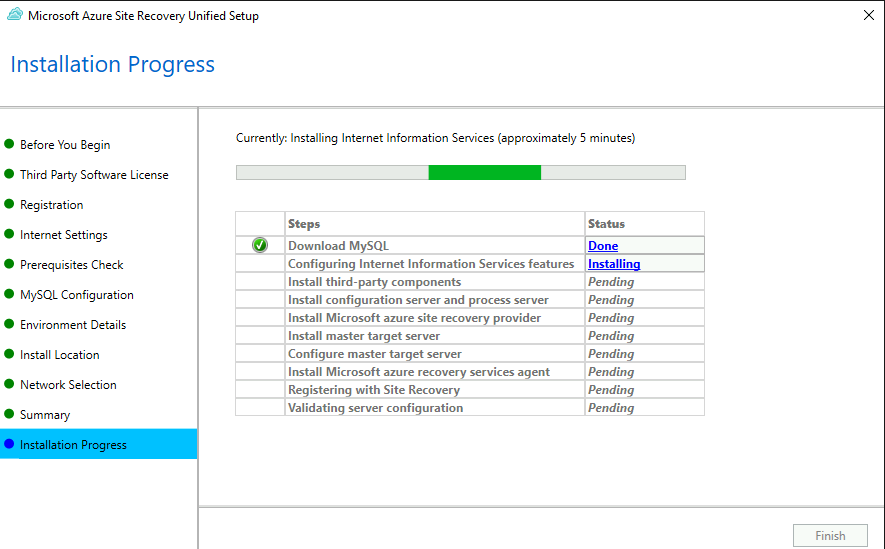 Microsoft Azure Site Recovery Unified Setup
Installation Progress
Before You Begin
Third Party Software License
Registration
Internet Settings
Prerequisites Check
MySQL Configuration
Environment Details
Install Location
Network Selection
Summary
Installation Progress
Currently: Installing Internet Information Services (approximately 5 minutes)
Steps Status
Download MySQL Done
Configuring Internet Information Services features Installing
Install third-party components Pending
Install configuration server and process server Pending
Install Microsoft azure site recovery provider Pending
Install master target server Pending
Configure master target server Pending
Install Microsoft azure recovery services agent Pending
Registering with Site Recovery Pending
Validating server configuration Pending
Finish